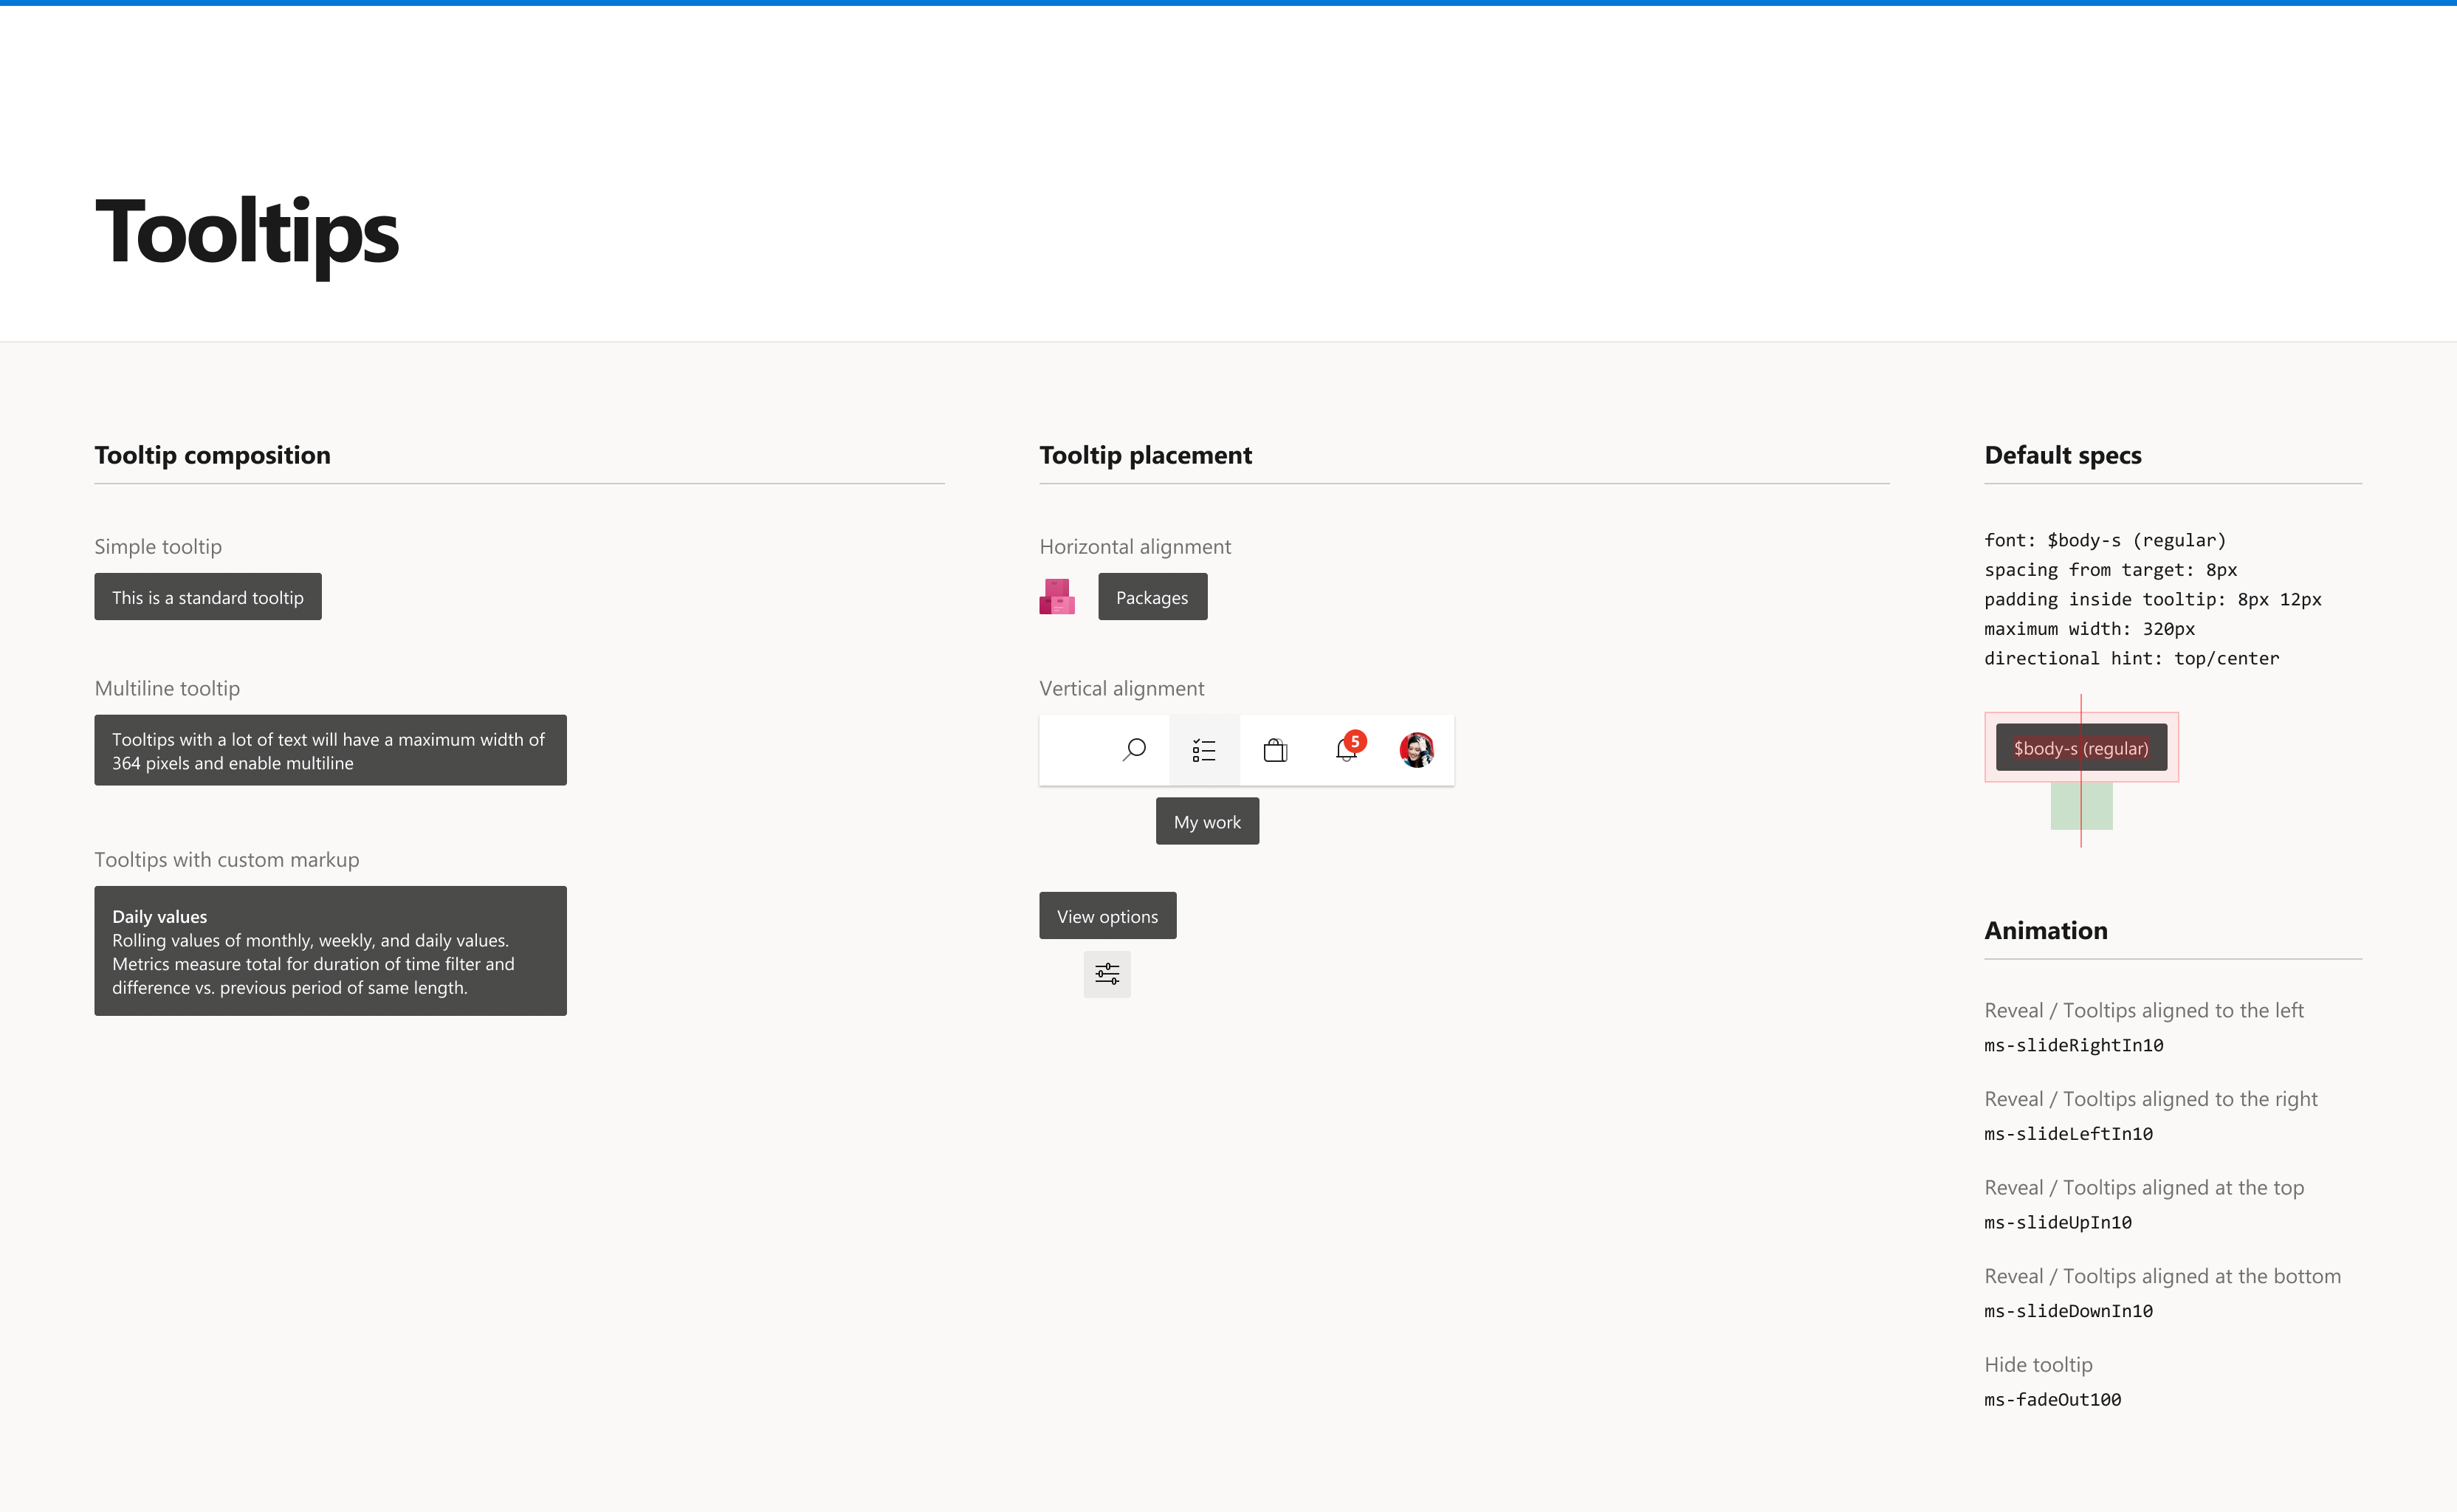 Tooltips
Tooltip composition
Simple tooltip
This is a standard tooltip
Multiline tooltip
Tooltips with a lot of text will have a maximum width of
364 pixels and enable multiline
Tooltips with custom markup
Daily values
Rolling values of monthly, weekly, and daily values.
Metrics measure total for duration of time filter and
difference vs. previous period of same length.
Tooltip placement
Horizontal alignment
Packages
Vertical alignment
5
My work
View options
Default specs
font: $body-s (regular)
spacing from target: 8px
padding inside tooltip: 8px 12px
maximum width: 320px
directional hint: top/center
$body-s (regular)
Animation
Reveal / Tooltips aligned to the left
ms-slideRightIn10
Reveal / Tooltips aligned to the right
ms-slideLeftIn10
Reveal / Tooltips aligned at the top
ms-slideUpIn10
Reveal / Tooltips aligned at the bottom
ms-slideDownIn10
Hide tooltip
ms-fadeOut100